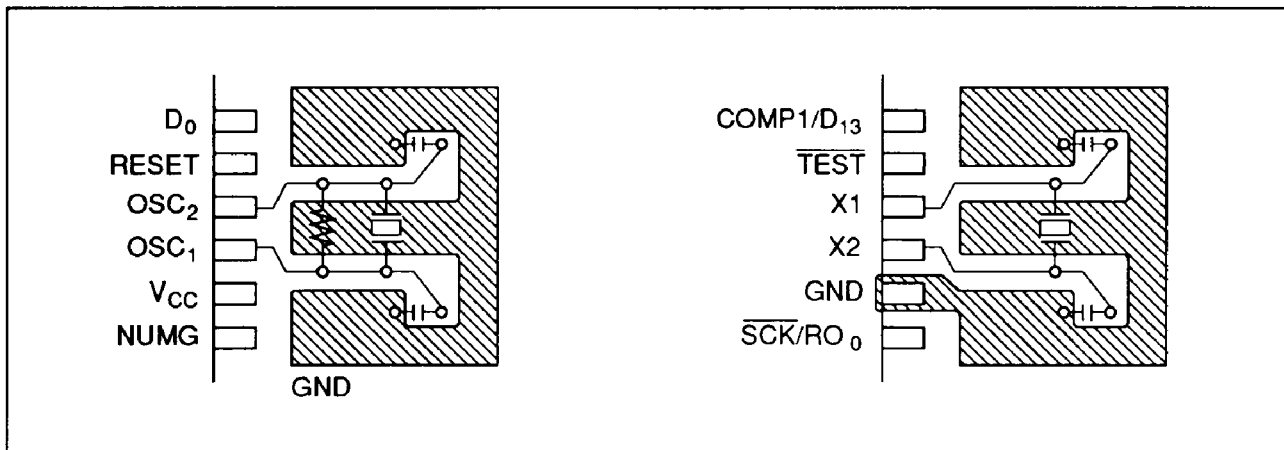 D0
RESET
OSC2
OSC1
VCC
NUMG
GND
COMP1/D13
TEST
X1
X2
GND
SCK/RO0